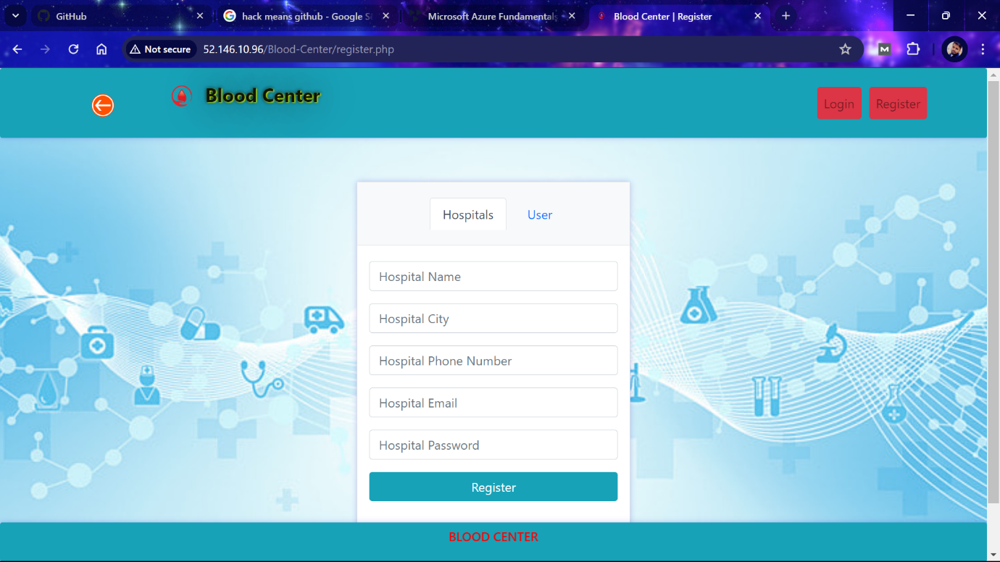 GitHub
hack means github - Google S
Microsoft Azure Fundamentals
Blood Center | Register
Not secure
52.146.10.96/Blood-Center/register.php
M
Blood Center
Login
Register
Hospitals
User
Hospital Name
Hospital City
Hospital Phone Number
Hospital Email
Hospital Password
Register
BLOOD CENTER